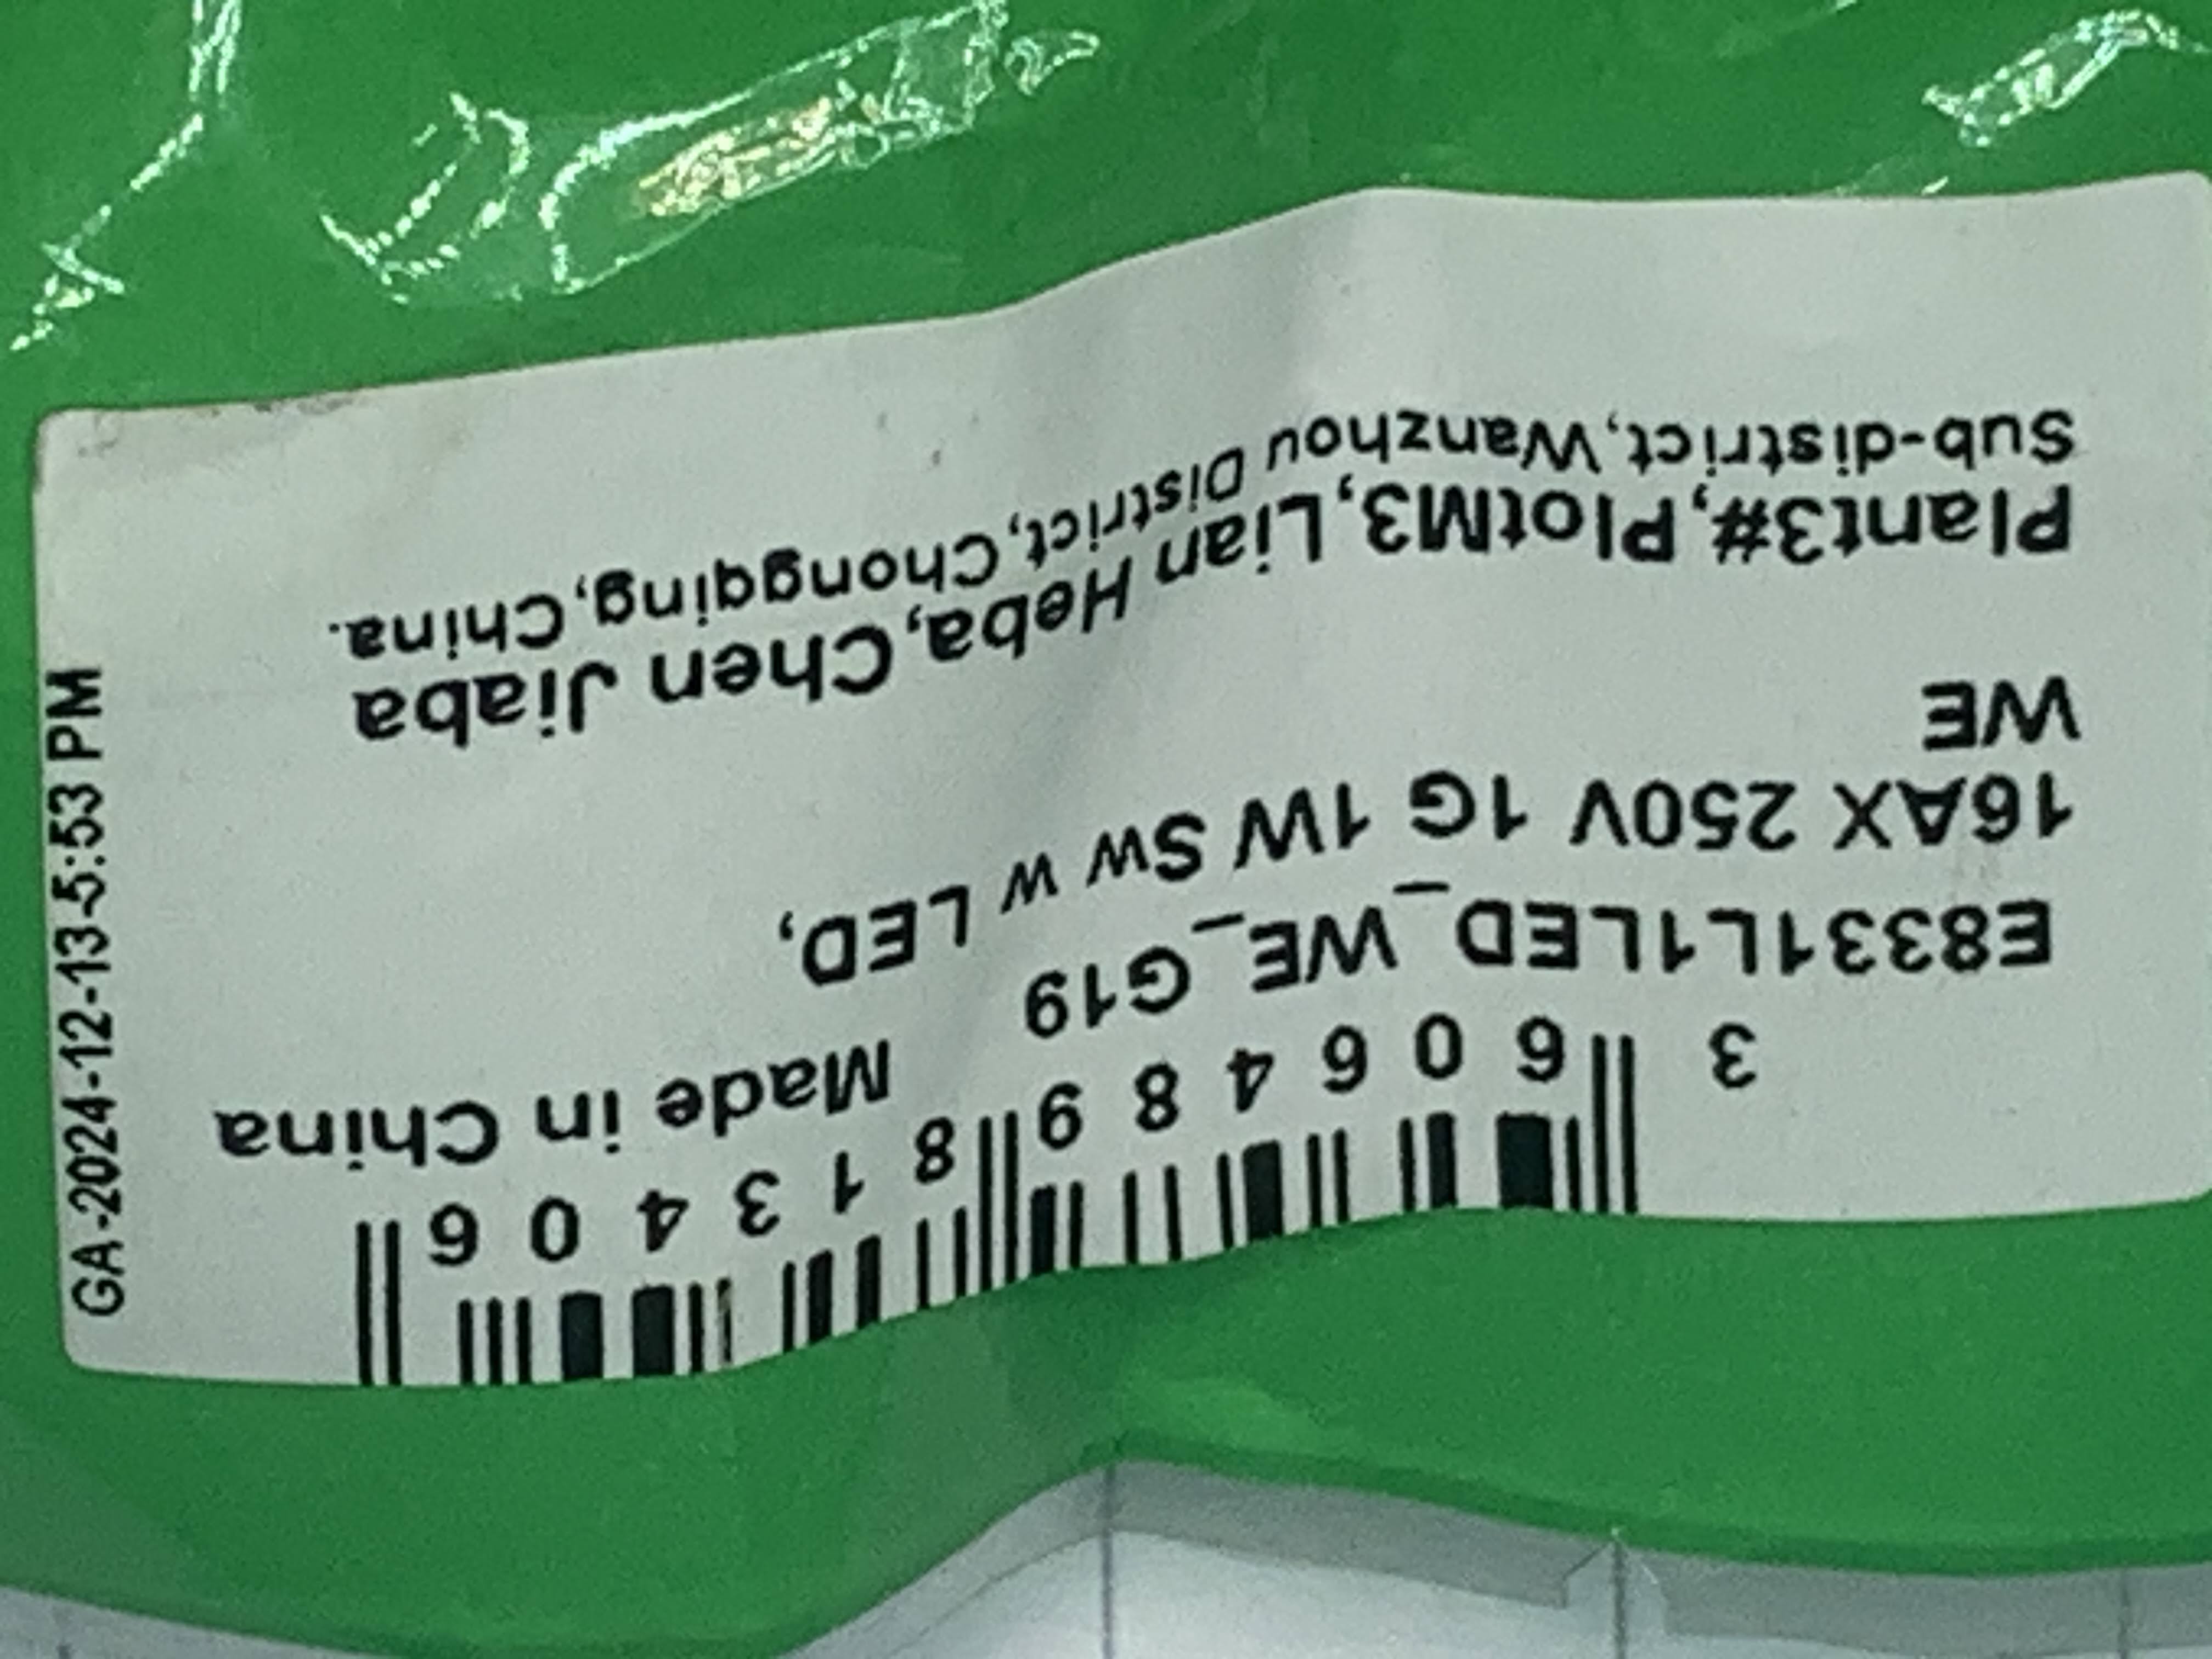 3 606489 813406
Made in China
E8331L1LED_WE_G19
16AX 250V 1G 1W Sw w LED,
WE
Plant3#,PlotM3,Lian Heba,Chen Jiaba
Sub-district,Wanzhou District,Chongqing,China.
GA-2024-12-13-5:53 PM